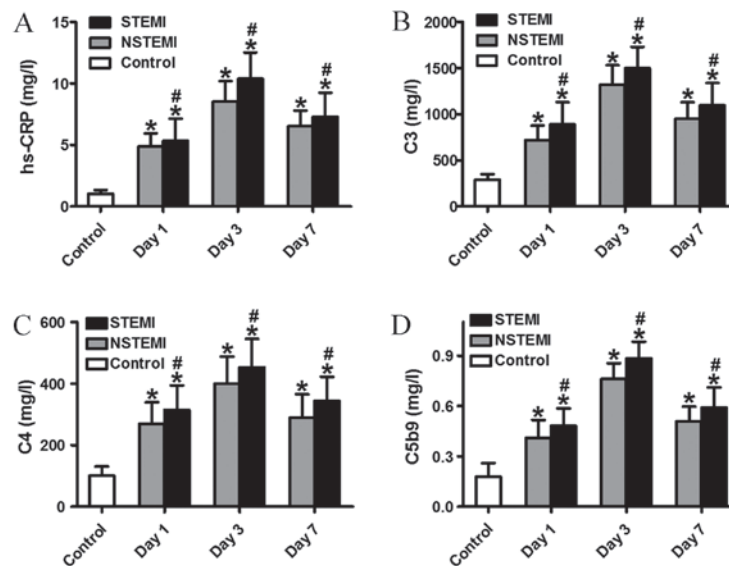 A
hs-CRP (mg/l)
15
10
5
0
STEMI
NSTEMI
Control
*
#
*
*
#
*
*
#
*
Control
Day 1
Day 3
Day 7
B
C3 (mg/l)
2000
1500
1000
500
0
STEMI
NSTEMI
Control
*
#
*
*
#
*
*
#
*
Control
Day 1
Day 3
Day 7
C
C4 (mg/l)
600
400
200
0
STEMI
NSTEMI
Control
*
#
*
*
#
*
*
#
*
Control
Day 1
Day 3
Day 7
D
C5b9 (mg/l)
0.9
0.6
0.3
0.0
STEMI
NSTEMI
Control
*
#
*
*
#
*
*
#
*
Control
Day 1
Day 3
Day 7